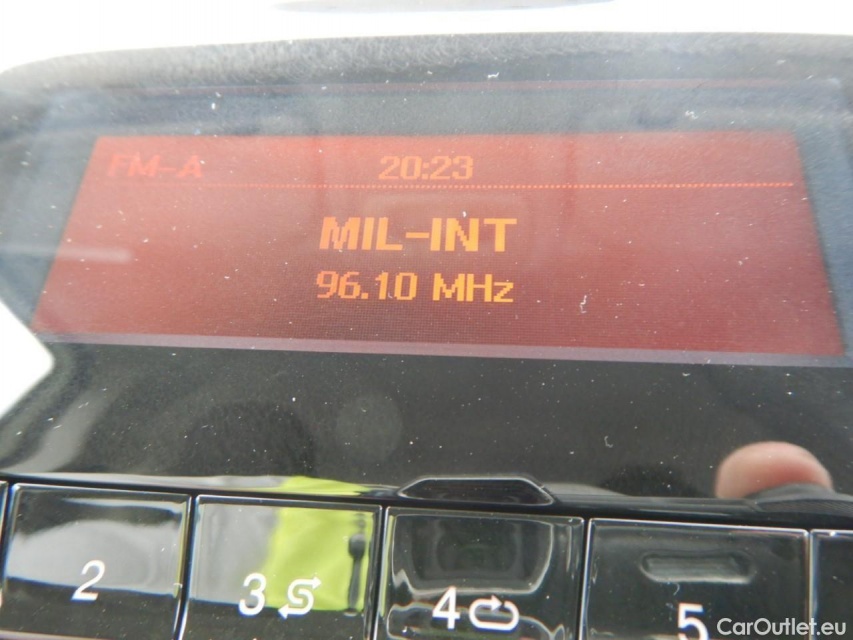 FM-A 20:23
MIL-INT
96.10 MHz
2 3 4 5
CarOutlet.eu